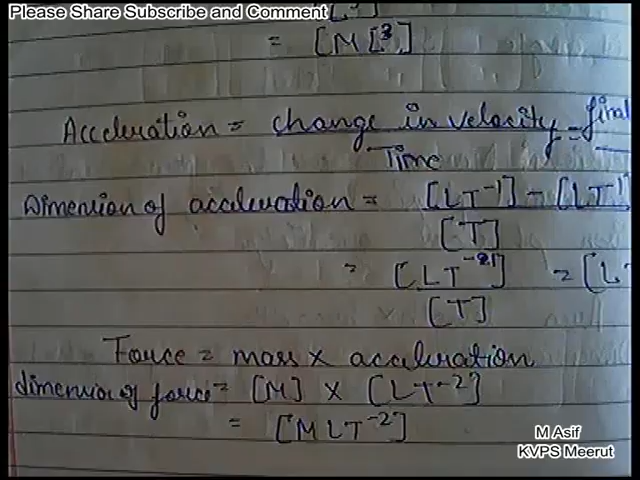 Please Share Subscribe and Comment
= [M L³]
Acceleration = change in velocity = final
Time
Dimension of acceleration = [LT⁻¹] - [LT⁻¹]
[T]
= [LT⁻²¹] = [L
[T]
Force = mass x acceleration
dimension of force = [M] x [LT⁻²]
= [MLT⁻²]
M Asif
KVPS Meerut